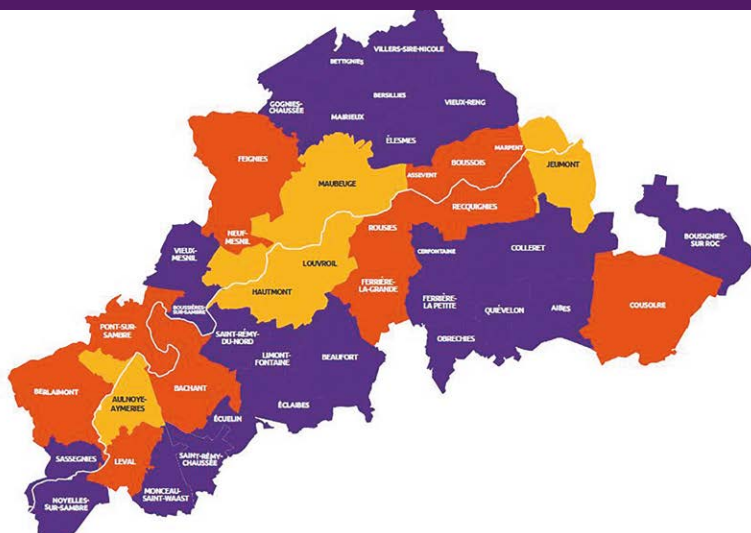 VILLERS-SIRE-NICOLE
BETTIGNIES
BERSILLIES
VIEUX-RENG
GOGNIES-
CHAUSSÉE
MAIRIEUX
ÉLESMES
MARPENT
FEIGNIES
BOUSSOIS
JEUMONT
ASSEVENT
MAUBEUGE
RECQUIGNIES
NEUF-
MESNIL
ROUSIES
BOUSIGNIES-
SUR ROC
COLLERET
CERFONTAINE
VIEUX-
MESNIL
LOUVROIL
HAUTMONT
FERRIÈRE-
LA-GRANDE
FERRIÈRE-
LA PETITE
QUIÉVELON
AIBES
COUSOLRE
BOUSSIÈRES-
SUR-SAMBRE
PONT-SUR-
SAMBRE
SAINT-RÉMY-
DU-NORD
OBRECHIES
LIMONT-
FONTAINE
BEAUFORT
BERLAIMONT
BACHANT
AULNOYE-
AYMERIES
ÉCLAIBES
ÉCUELIN
SASSEGNIES
LEVAL
SAINT-RÉMY-
CHAUSSÉE
MONCEAU-
SAINT-WAAST
NOYELLES-
SUR-SAMBRE